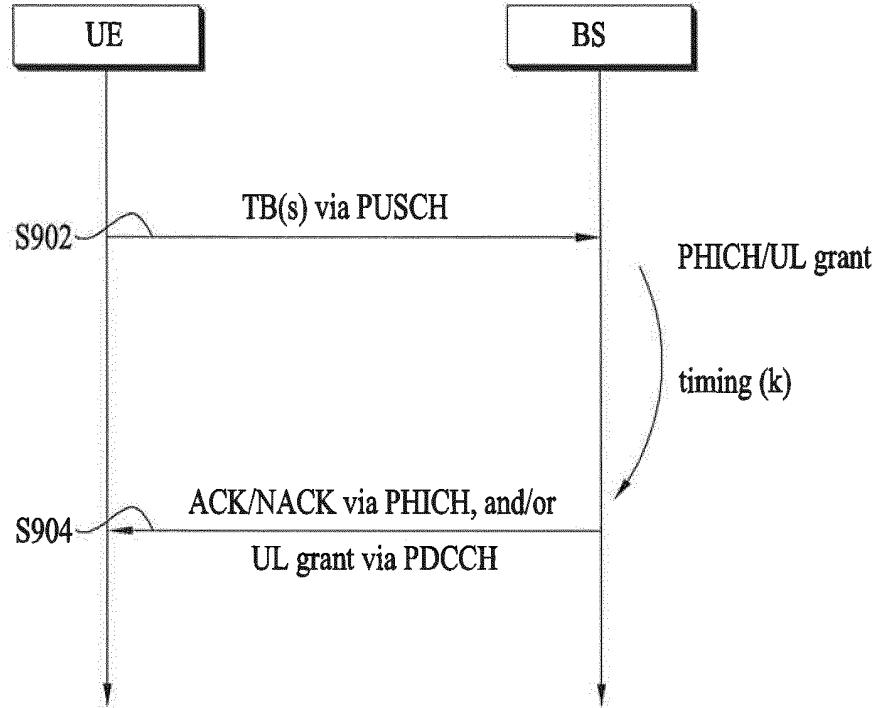 UE
BS
TB(s) via PUSCH
S902
PHICH/UL grant
timing (k)
ACK/NACK via PHICH, and/or
S904
UL grant via PDCCH